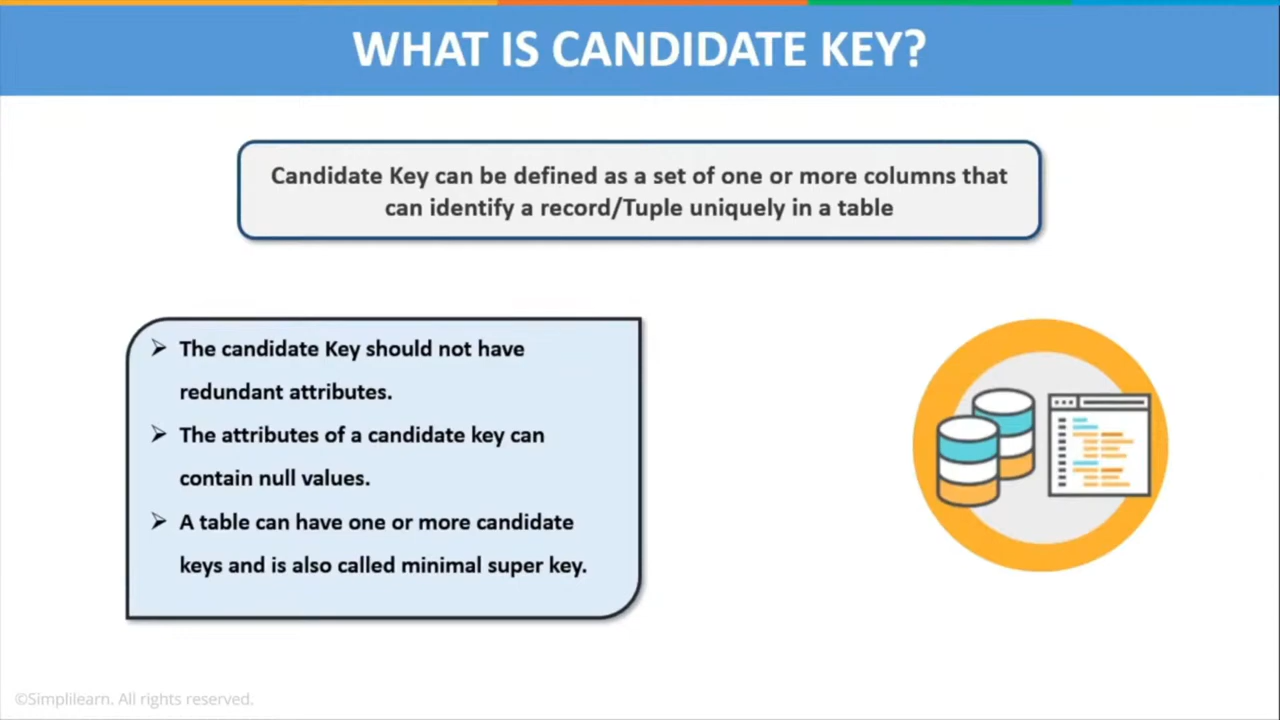 WHAT IS CANDIDATE KEY?
Candidate Key can be defined as a set of one or more columns that
can identify a record/Tuple uniquely in a table
➢ The candidate Key should not have
redundant attributes.
➢ The attributes of a candidate key can
contain null values.
➢ A table can have one or more candidate
keys and is also called minimal super key.
©Simplilearn. All rights reserved.